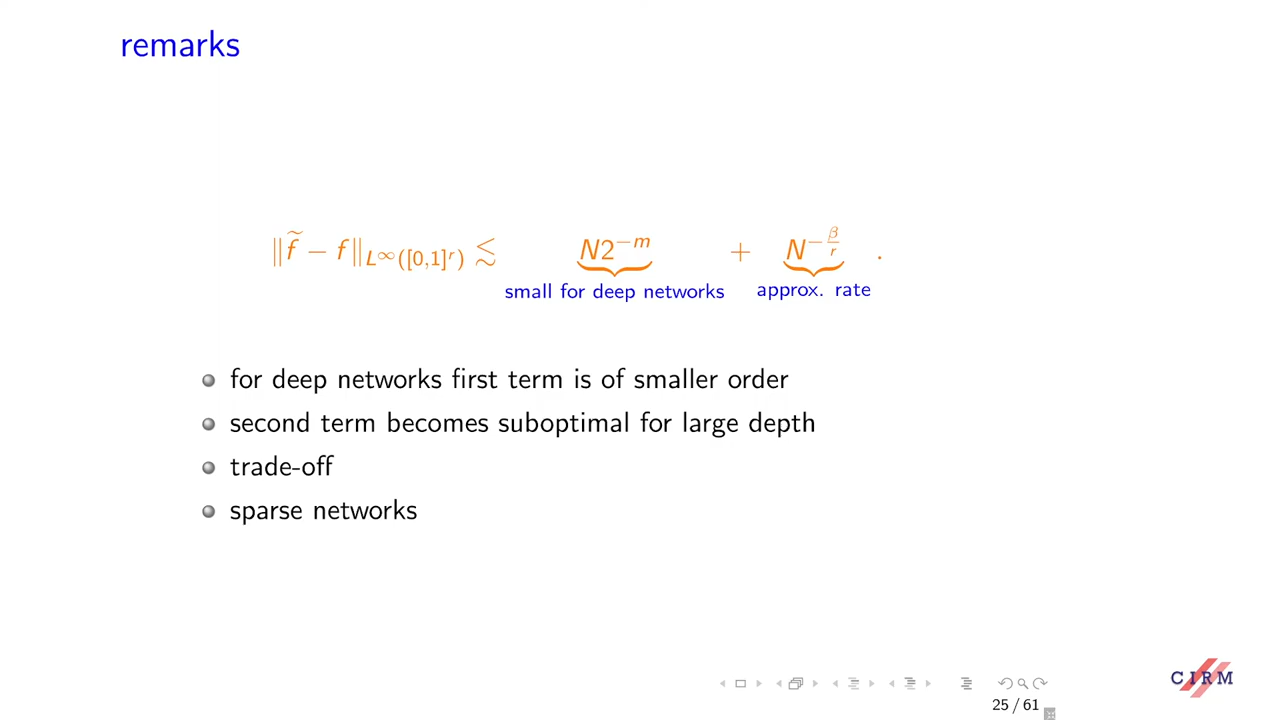 remarks
‖f̃ − f‖_{L^∞([0,1]^r)} ≲ N2^{−m} + N^{−β/r} .
small for deep networks approx. rate
for deep networks first term is of smaller order
second term becomes suboptimal for large depth
trade-off
sparse networks
25 / 61
CIRM